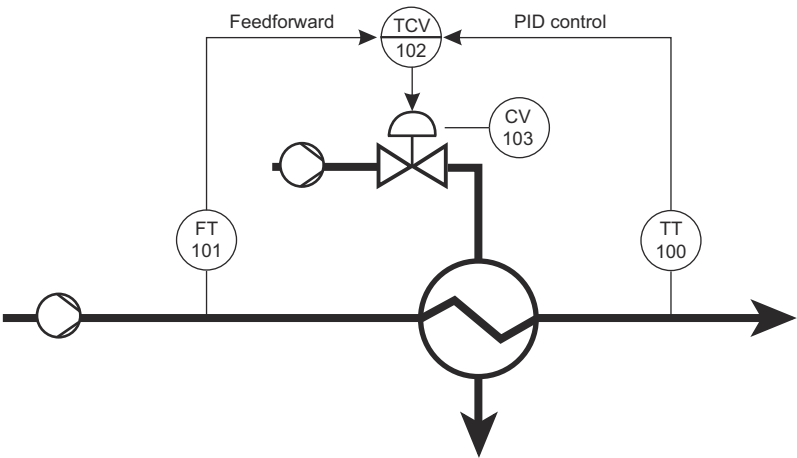 Feedforward
TCV
102
PID control
CV
103
FT
101
TT
100